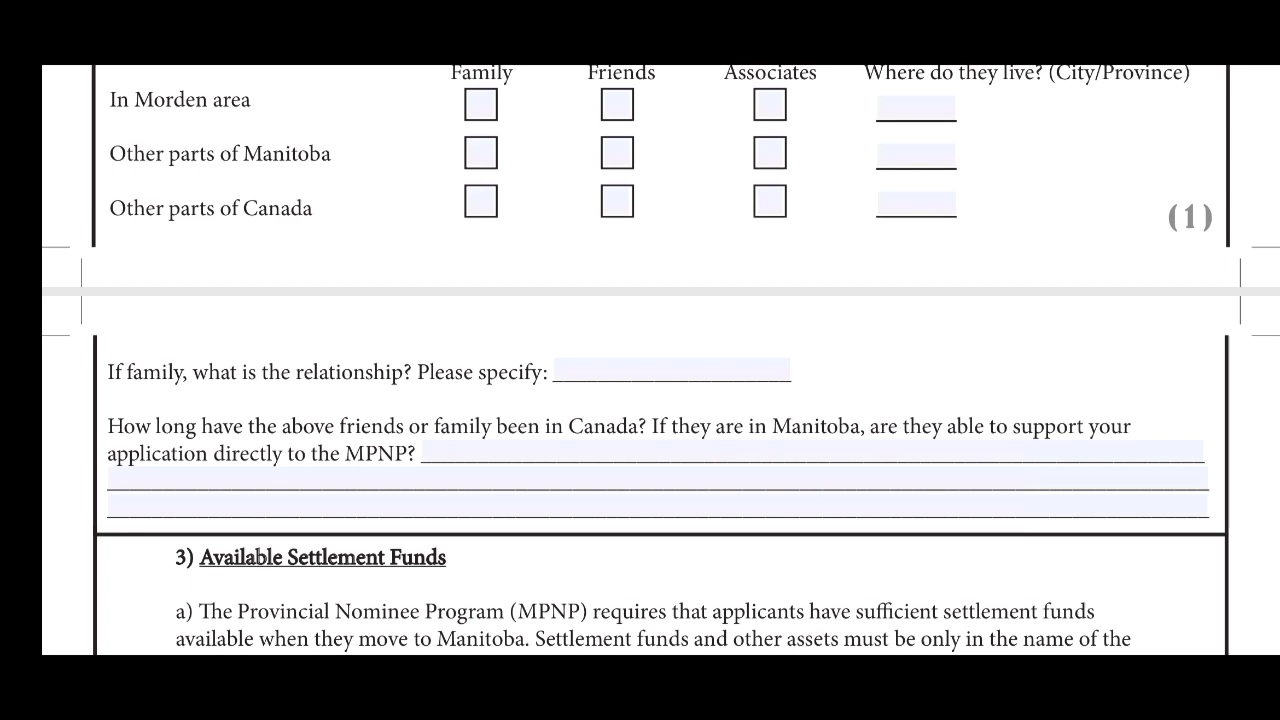 Family Friends Associates Where do they live? (City/Province)
In Morden area
Other parts of Manitoba
Other parts of Canada
(1)
If family, what is the relationship? Please specify:
How long have the above friends or family been in Canada? If they are in Manitoba, are they able to support your
application directly to the MPNP?
3) Available Settlement Funds
a) The Provincial Nominee Program (MPNP) requires that applicants have sufficient settlement funds
available when they move to Manitoba. Settlement funds and other assets must be only in the name of the